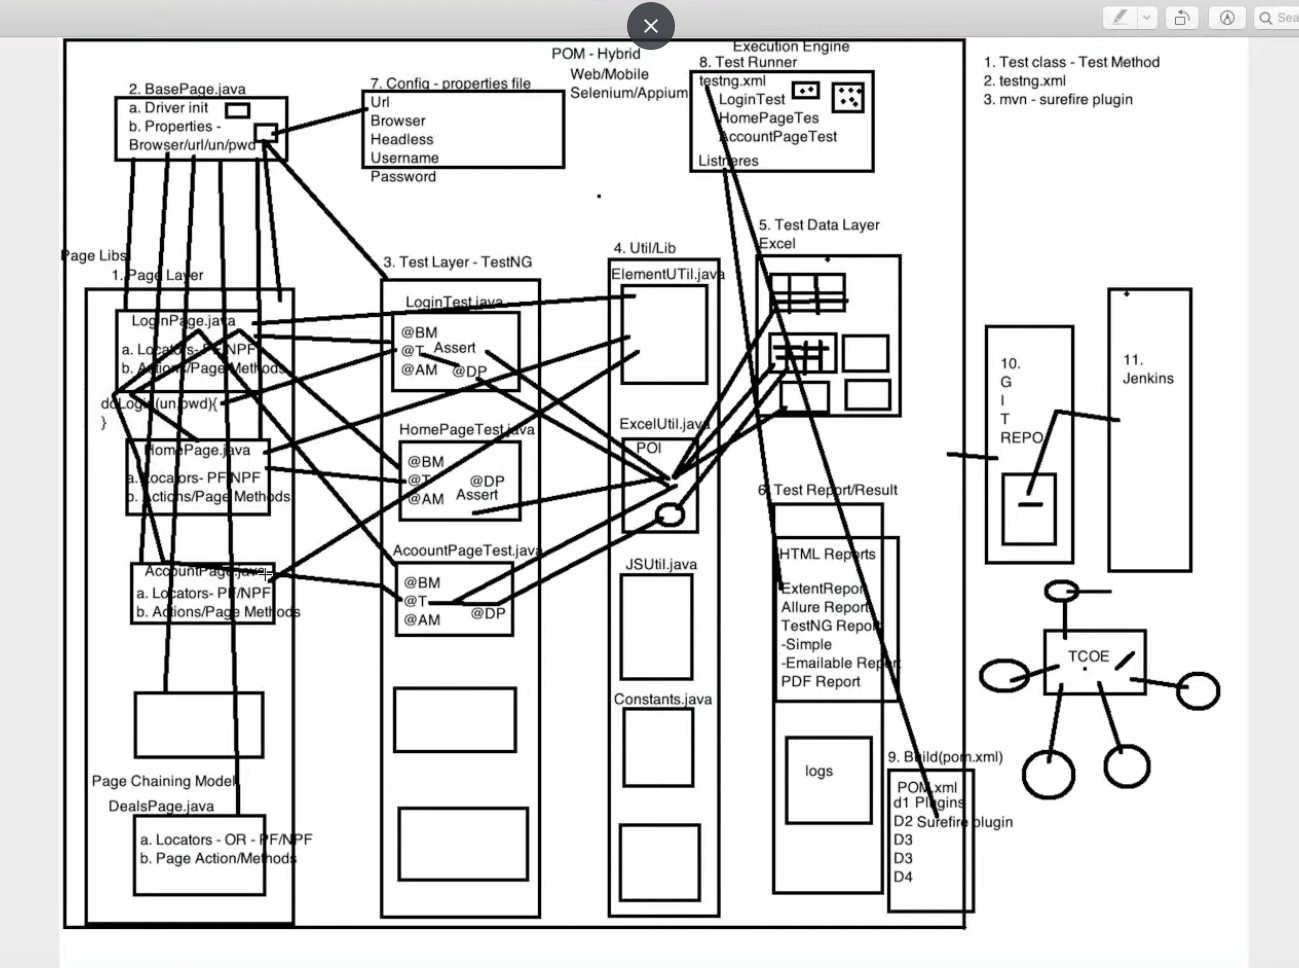 Sea
POM - Hybrid
Web/Mobile
Selenium/Appium
2. BasePage.java
a. Driver init
b. Properties -
Browser/url/un/pwd
7. Config - properties file
Url
Browser
Headless
Username
Password
Execution Engine
8. Test Runner
testng.xml
LoginTest
HomePageTes
AccountPageTest
Listneres
1. Test class - Test Method
2. testng.xml
3. mvn - surefire plugin
Page Libs
1. Page Layer
LoginPage.java
a. Locators- PF/NPF
b. Actions/Page Methods
doLogin(un,pwd){
}
HomePage.java
a. Locators- PF/NPF
b. Actions/Page Methods
AccountPage.java
a. Locators- PF/NPF
b. Actions/Page Methods
Page Chaining Model
DealsPage.java
a. Locators - OR - PF/NPF
b. Page Action/Methods
3. Test Layer - TestNG
LoginTest.java
@BM
@T Assert
@AM @DP
HomePageTest.java
@BM
@T @DP
@AM Assert
AcoountPageTest.java
@BM
@T
@AM @DP
4. Util/Lib
ElementUTil.java
ExcelUtil.java
POI
JSUtil.java
Constants.java
5. Test Data Layer
Excel
6. Test Report/Result
HTML Reports
ExtentReport
Allure Report
TestNG Report
-Simple
-Emailable Report
PDF Report
logs
9. Build(pom.xml)
POM.xml
d1 Plugins
D2 Surefire plugin
D3
D3
D4
10.
G
I
T
REPO
11.
Jenkins
TCOE